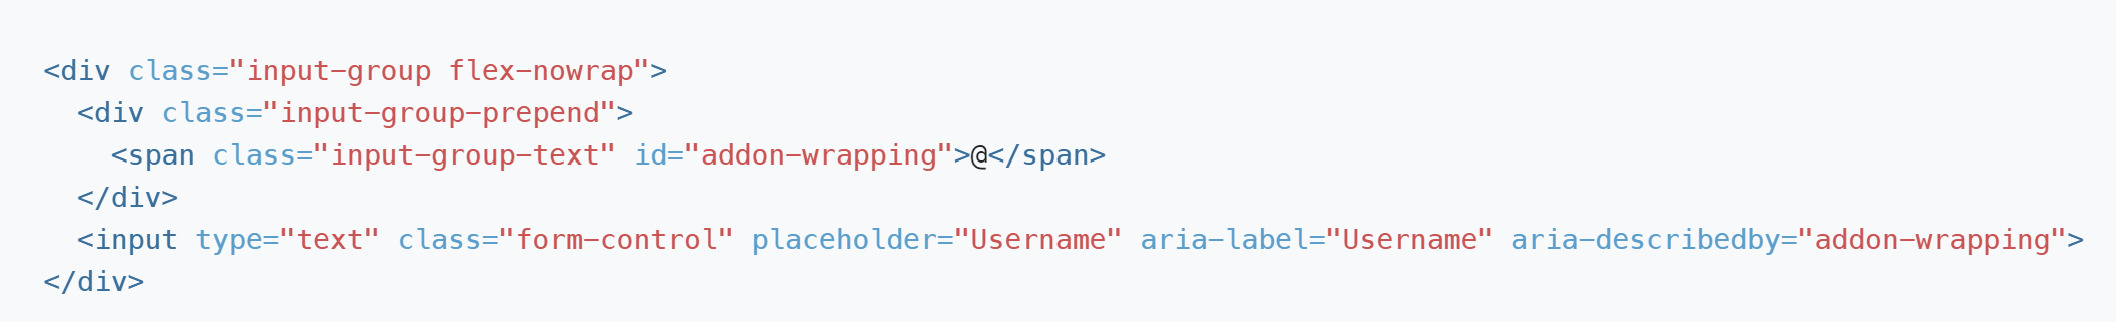 <div class="input-group flex-nowrap">
  <div class="input-group-prepend">
    <span class="input-group-text" id="addon-wrapping">@</span>
  </div>
  <input type="text" class="form-control" placeholder="Username" aria-label="Username" aria-describedby="addon-wrapping">
</div>